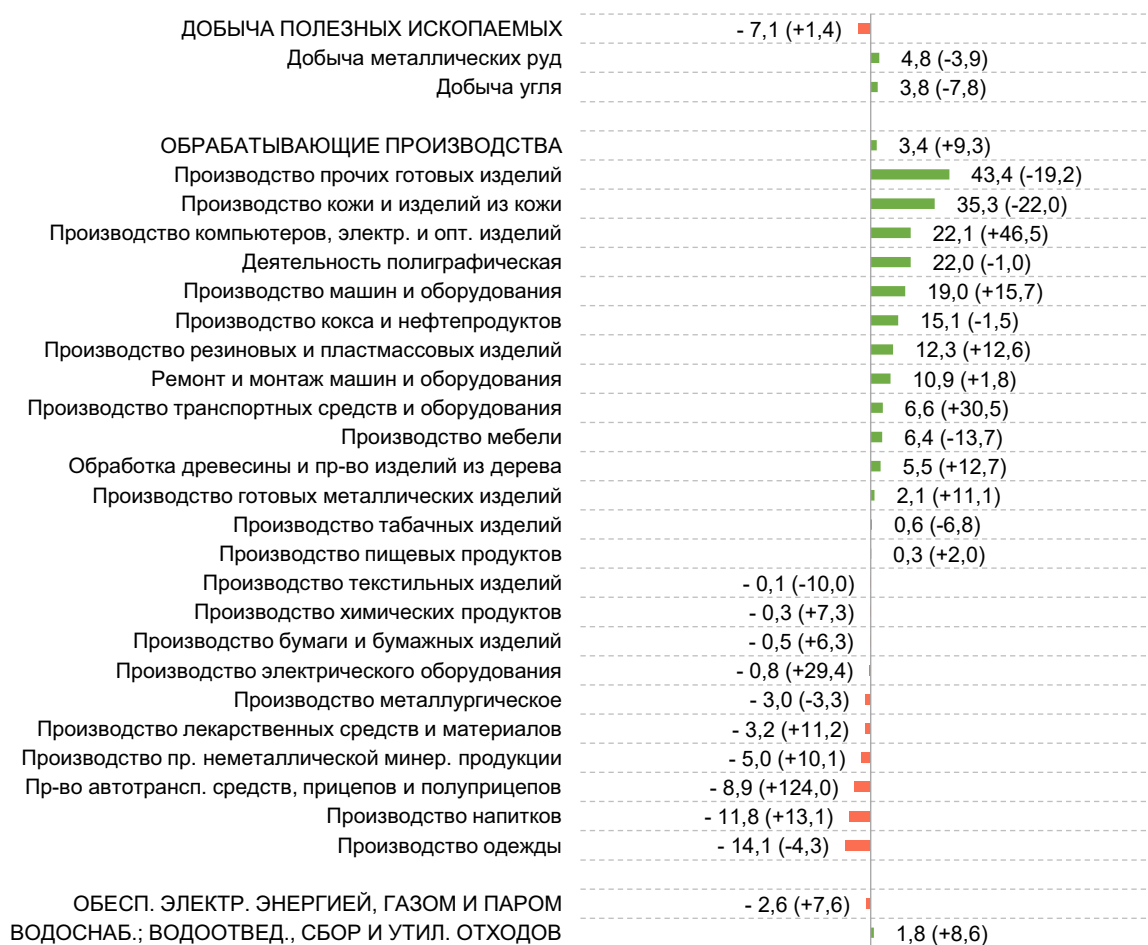 ДОБЫЧА ПОЛЕЗНЫХ ИСКОПАЕМЫХ - 7,1 (+1,4)
Добыча металлических руд 4,8 (-3,9)
Добыча угля 3,8 (-7,8)
ОБРАБАТЫВАЮЩИЕ ПРОИЗВОДСТВА 3,4 (+9,3)
Производство прочих готовых изделий 43,4 (-19,2)
Производство кожи и изделий из кожи 35,3 (-22,0)
Производство компьютеров, электр. и опт. изделий 22,1 (+46,5)
Деятельность полиграфическая 22,0 (-1,0)
Производство машин и оборудования 19,0 (+15,7)
Производство кокса и нефтепродуктов 15,1 (-1,5)
Производство резиновых и пластмассовых изделий 12,3 (+12,6)
Ремонт и монтаж машин и оборудования 10,9 (+1,8)
Производство транспортных средств и оборудования 6,6 (+30,5)
Производство мебели 6,4 (-13,7)
Обработка древесины и пр-во изделий из дерева 5,5 (+12,7)
Производство готовых металлических изделий 2,1 (+11,1)
Производство табачных изделий 0,6 (-6,8)
Производство пищевых продуктов 0,3 (+2,0)
Производство текстильных изделий - 0,1 (-10,0)
Производство химических продуктов - 0,3 (+7,3)
Производство бумаги и бумажных изделий - 0,5 (+6,3)
Производство электрического оборудования - 0,8 (+29,4)
Производство металлургическое - 3,0 (-3,3)
Производство лекарственных средств и материалов - 3,2 (+11,2)
Производство пр. неметаллической минер. продукции - 5,0 (+10,1)
Пр-во автотрансп. средств, прицепов и полуприцепов - 8,9 (+124,0)
Производство напитков - 11,8 (+13,1)
Производство одежды - 14,1 (-4,3)
ОБЕСП. ЭЛЕКТР. ЭНЕРГИЕЙ, ГАЗОМ И ПАРОМ - 2,6 (+7,6)
ВОДОСНАБ.; ВОДООТВЕД., СБОР И УТИЛ. ОТХОДОВ 1,8 (+8,6)